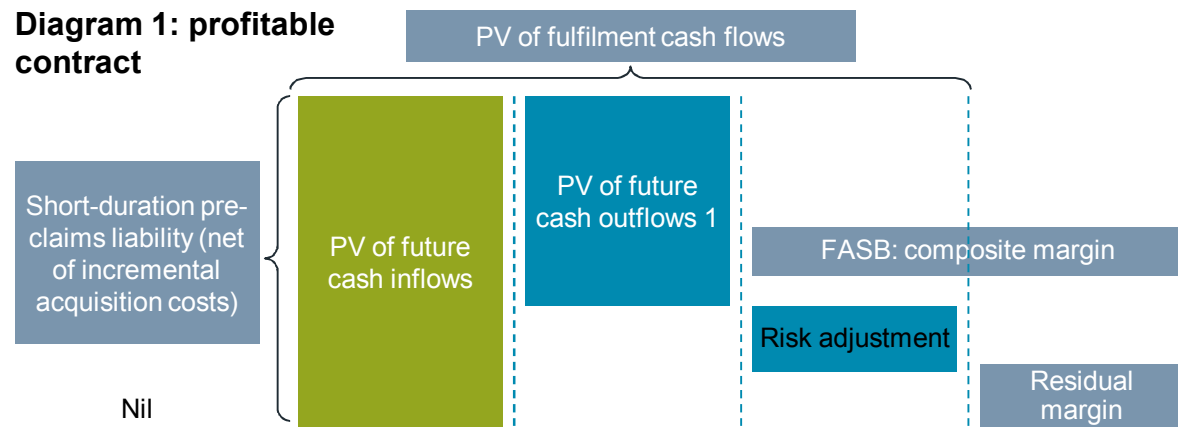 Diagram 1: profitable
contract
PV of fulfilment cash flows
Short-duration pre-
claims liability (net
of incremental
acquisition costs)
PV of future
cash inflows
PV of future
cash outflows 1
FASB: composite margin
Risk adjustment
Residual
margin
Nil